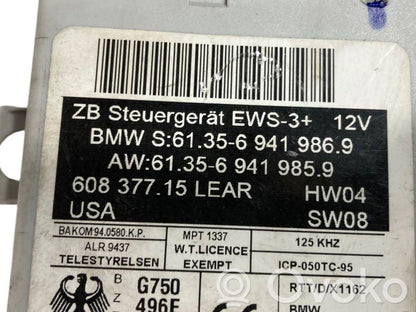 ZB Steuergerät EWS-3+ 12V
BMW S:61.35-6 941 986.9
AW:61.35-6 941 985.9
608 377.15 LEAR HW04
USA SW08
BAKOM94.0580.K.P. MPT 1337 125 KHZ
ALR 9437 W.T.LICENCE
TELESTYRELSEN EXEMPT ICP-050TC-95
B G750 RTT/D/X1162
Z 496E CE BMW
ovoko